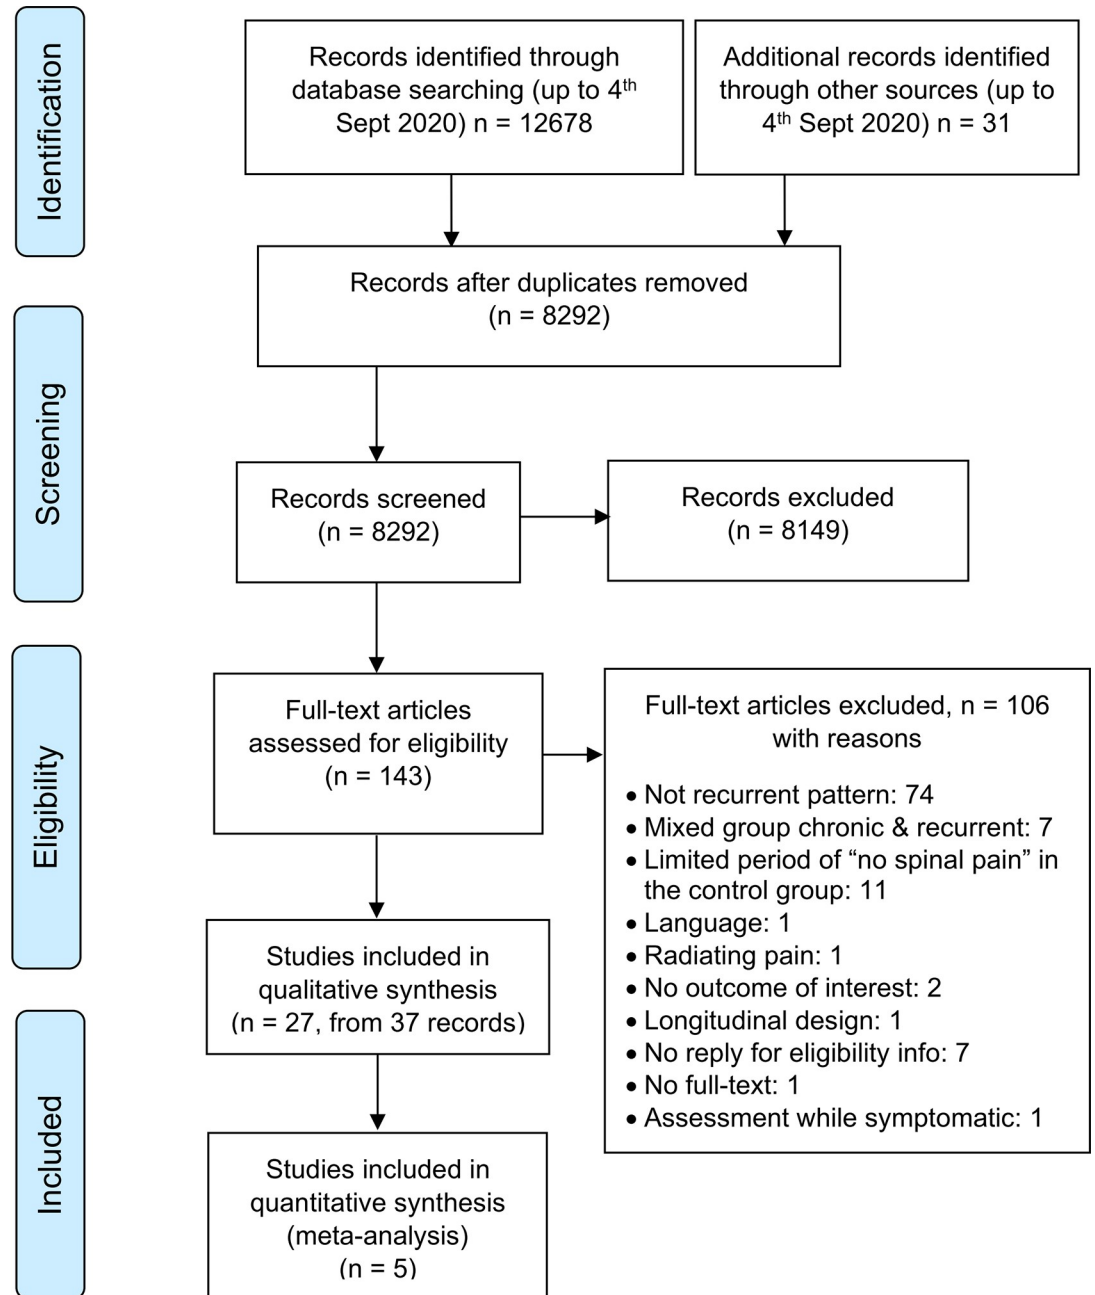 Identification
Records identified through
database searching (up to 4th
Sept 2020) n = 12678
Additional records identified
through other sources (up to
4th Sept 2020) n = 31
Records after duplicates removed
(n = 8292)
Screening
Records screened
(n = 8292)
Records excluded
(n = 8149)
Eligibility
Full-text articles
assessed for eligibility
(n = 143)
Full-text articles excluded, n = 106
with reasons
• Not recurrent pattern: 74
• Mixed group chronic & recurrent: 7
• Limited period of “no spinal pain” in
the control group: 11
• Language: 1
• Radiating pain: 1
• No outcome of interest: 2
• Longitudinal design: 1
• No reply for eligibility info: 7
• No full-text: 1
• Assessment while symptomatic: 1
Studies included in
qualitative synthesis
(n = 27, from 37 records)
Included
Studies included in
quantitative synthesis
(meta-analysis)
(n = 5)